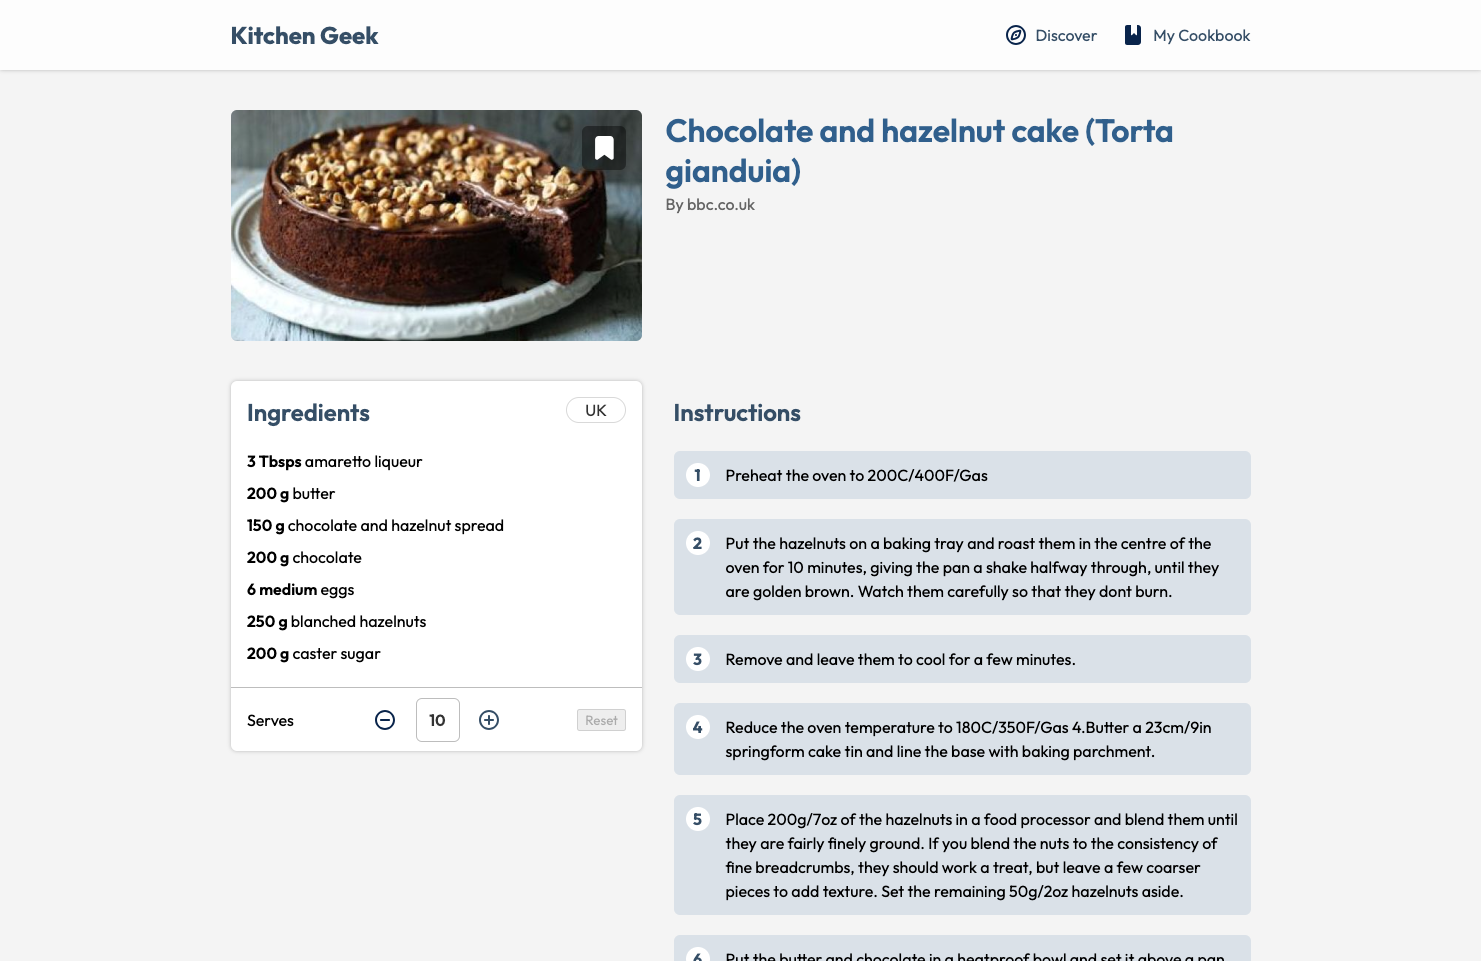 Kitchen Geek
Discover
My Cookbook
Chocolate and hazelnut cake (Torta
gianduia)
By bbc.co.uk
Ingredients
UK
3 Tbsps amaretto liqueur
200 g butter
150 g chocolate and hazelnut spread
200 g chocolate
6 medium eggs
250 g blanched hazelnuts
200 g caster sugar
Serves
10
Reset
Instructions
1 Preheat the oven to 200C/400F/Gas
2 Put the hazelnuts on a baking tray and roast them in the centre of the
oven for 10 minutes, giving the pan a shake halfway through, until they
are golden brown. Watch them carefully so that they dont burn.
3 Remove and leave them to cool for a few minutes.
4 Reduce the oven temperature to 180C/350F/Gas 4.Butter a 23cm/9in
springform cake tin and line the base with baking parchment.
5 Place 200g/7oz of the hazelnuts in a food processor and blend them until
they are fairly finely ground. If you blend the nuts to the consistency of
fine breadcrumbs, they should work a treat, but leave a few coarser
pieces to add texture. Set the remaining 50g/2oz hazelnuts aside.
6 Put the butter and chocolate in a heatproof bowl and set it above a pan